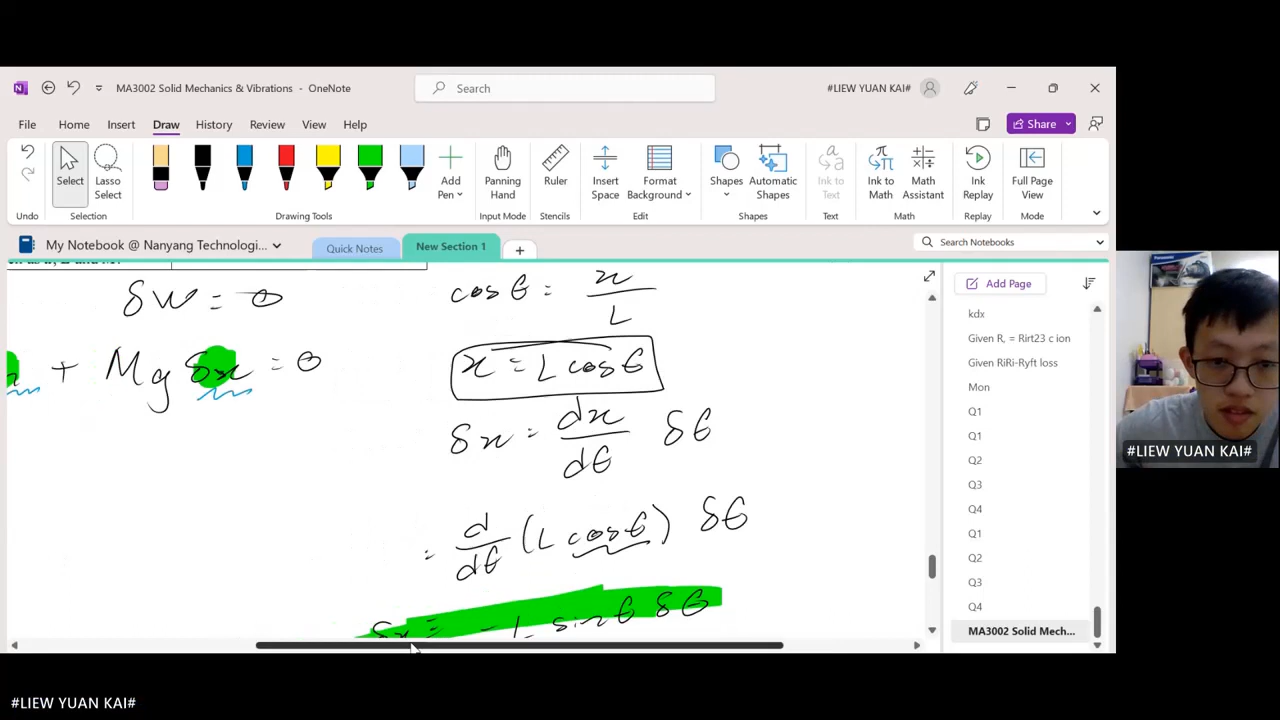 MA3002 Solid Mechanics & Vibrations - OneNote
Search
#LIEW YUAN KAI#
File Home Insert Draw History Review View Help
Share
Undo
Select
Lasso Select
Add Pen
Panning Hand
Ruler
Insert Space
Format Background
Shapes
Automatic Shapes
Ink to Text
Ink to Math
Math Assistant
Ink Replay
Full Page View
Undo
Selection
Drawing Tools
Input Mode
Stencils
Edit
Shapes
Text
Math
Replay
Mode
My Notebook @ Nanyang Technologi...
Quick Notes
New Section 1
Search Notebooks
δW = 0
+ Mg δx = 0
cos θ = x/L
x = L cos θ
δx = dx/dθ δθ
= d/dθ (L cos θ) δθ
δx = -L sin θ δθ
Add Page
kdx
Given R, = Rirt23 c ion
Given RiRi-Ryft loss
Mon
Q1
Q1
Q2
Q3
Q4
Q1
Q2
Q3
Q4
MA3002 Solid Mech...
#LIEW YUAN KAI#
#LIEW YUAN KAI#